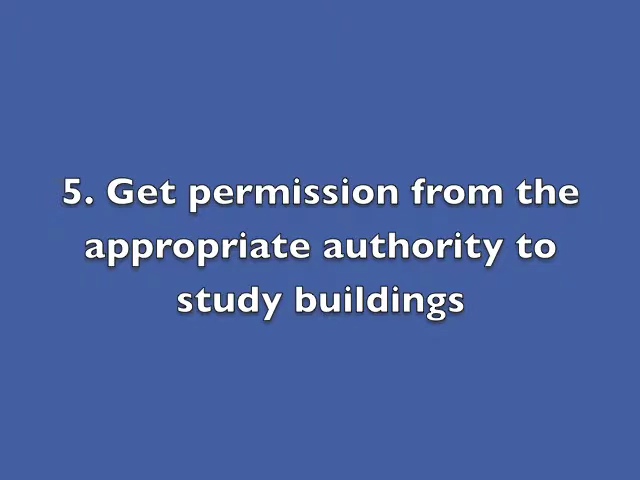 5. Get permission from the
appropriate authority to
study buildings